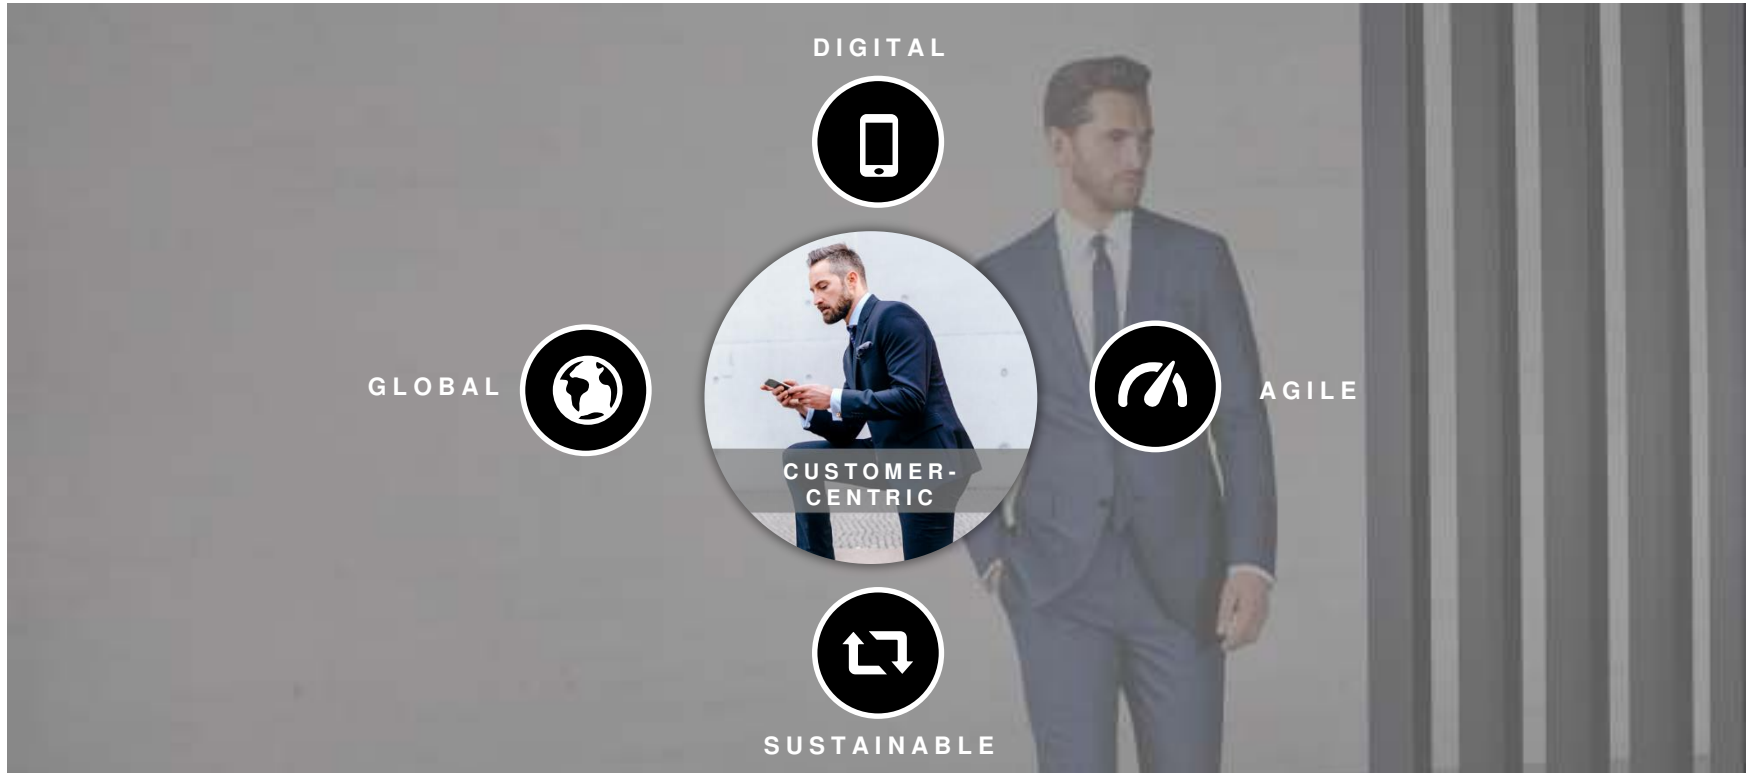 DIGITAL
GLOBAL
AGILE
CUSTOMER-
CENTRIC
SUSTAINABLE